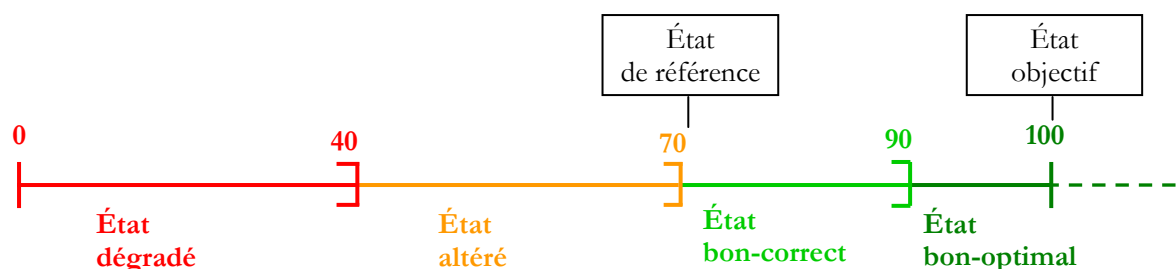 État
de référence
État
objectif
0
40
70
90
100
État
dégradé
État
altéré
État
bon-correct
État
bon-optimal